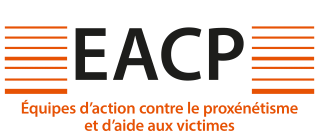 EACP
Équipes d'action contre le proxénétisme
et d'aide aux victimes